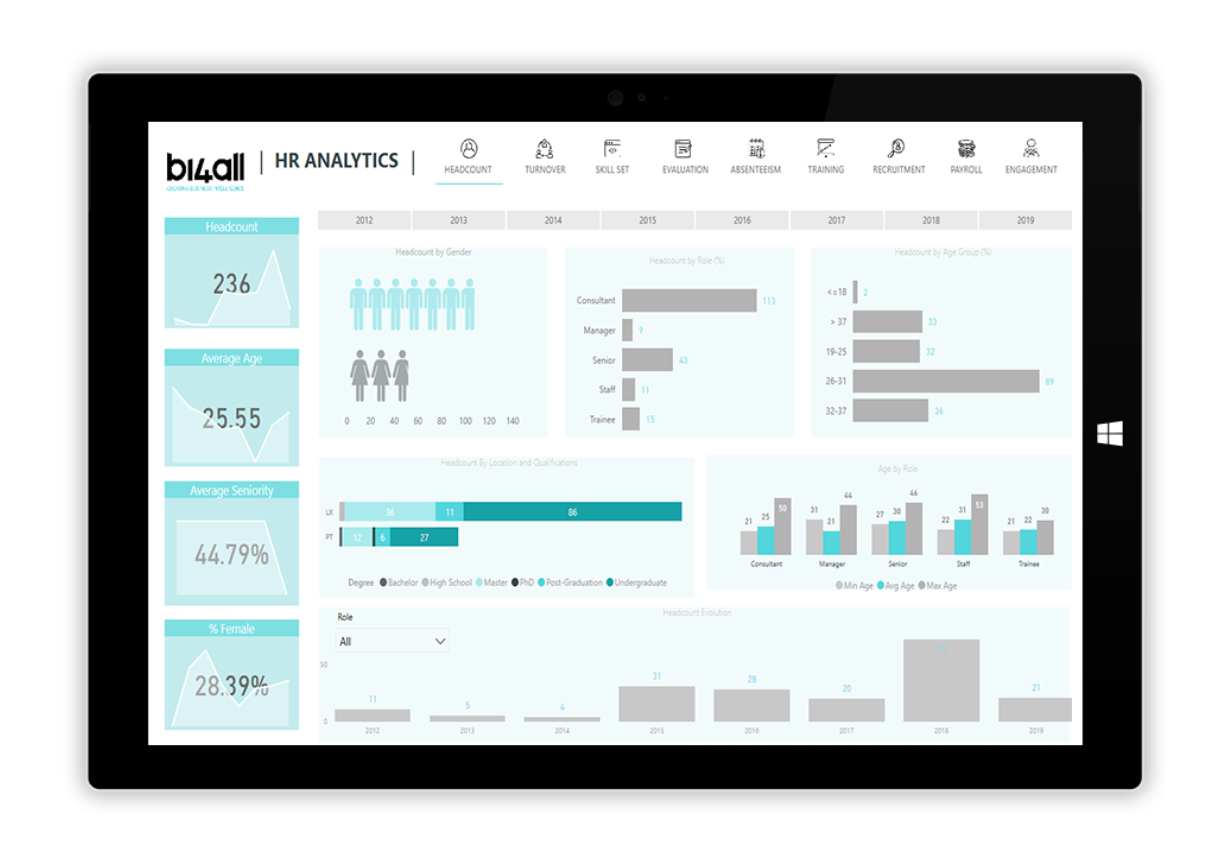 bi4all
CREATING BUSINESS INTELLIGENCE
HR ANALYTICS
HEADCOUNT TURNOVER SKILL SET EVALUATION ABSENTEEISM TRAINING RECRUITMENT PAYROLL ENGAGEMENT
2012 2013 2014 2015 2016 2017 2018 2019
Headcount
236
Average Age
25.55
Average Seniority
44.79%
% Female
28.39%
Headcount by Gender
0 20 40 60 80 100 120 140
Headcount by Role (%)
Consultant 113
Manager 9
Senior 43
Staff 11
Trainee 15
Headcount by Age Group (%)
<=18 2
> 37 33
19-25 32
26-31 89
32-37 36
Headcount By Location and Qualifications
LX 36 11 86
PT 12 6 27
Degree Bachelor High School Master PhD Post-Graduation Undergraduate
Age by Role
21 25 50 31 21 44 27 30 46 22 31 53 21 22 30
Consultant Manager Senior Staff Trainee
Min Age Avg Age Max Age
Role
All
Headcount Evolution
50
0
11 5 4 31 28 20 21
2012 2013 2014 2015 2016 2017 2018 2019